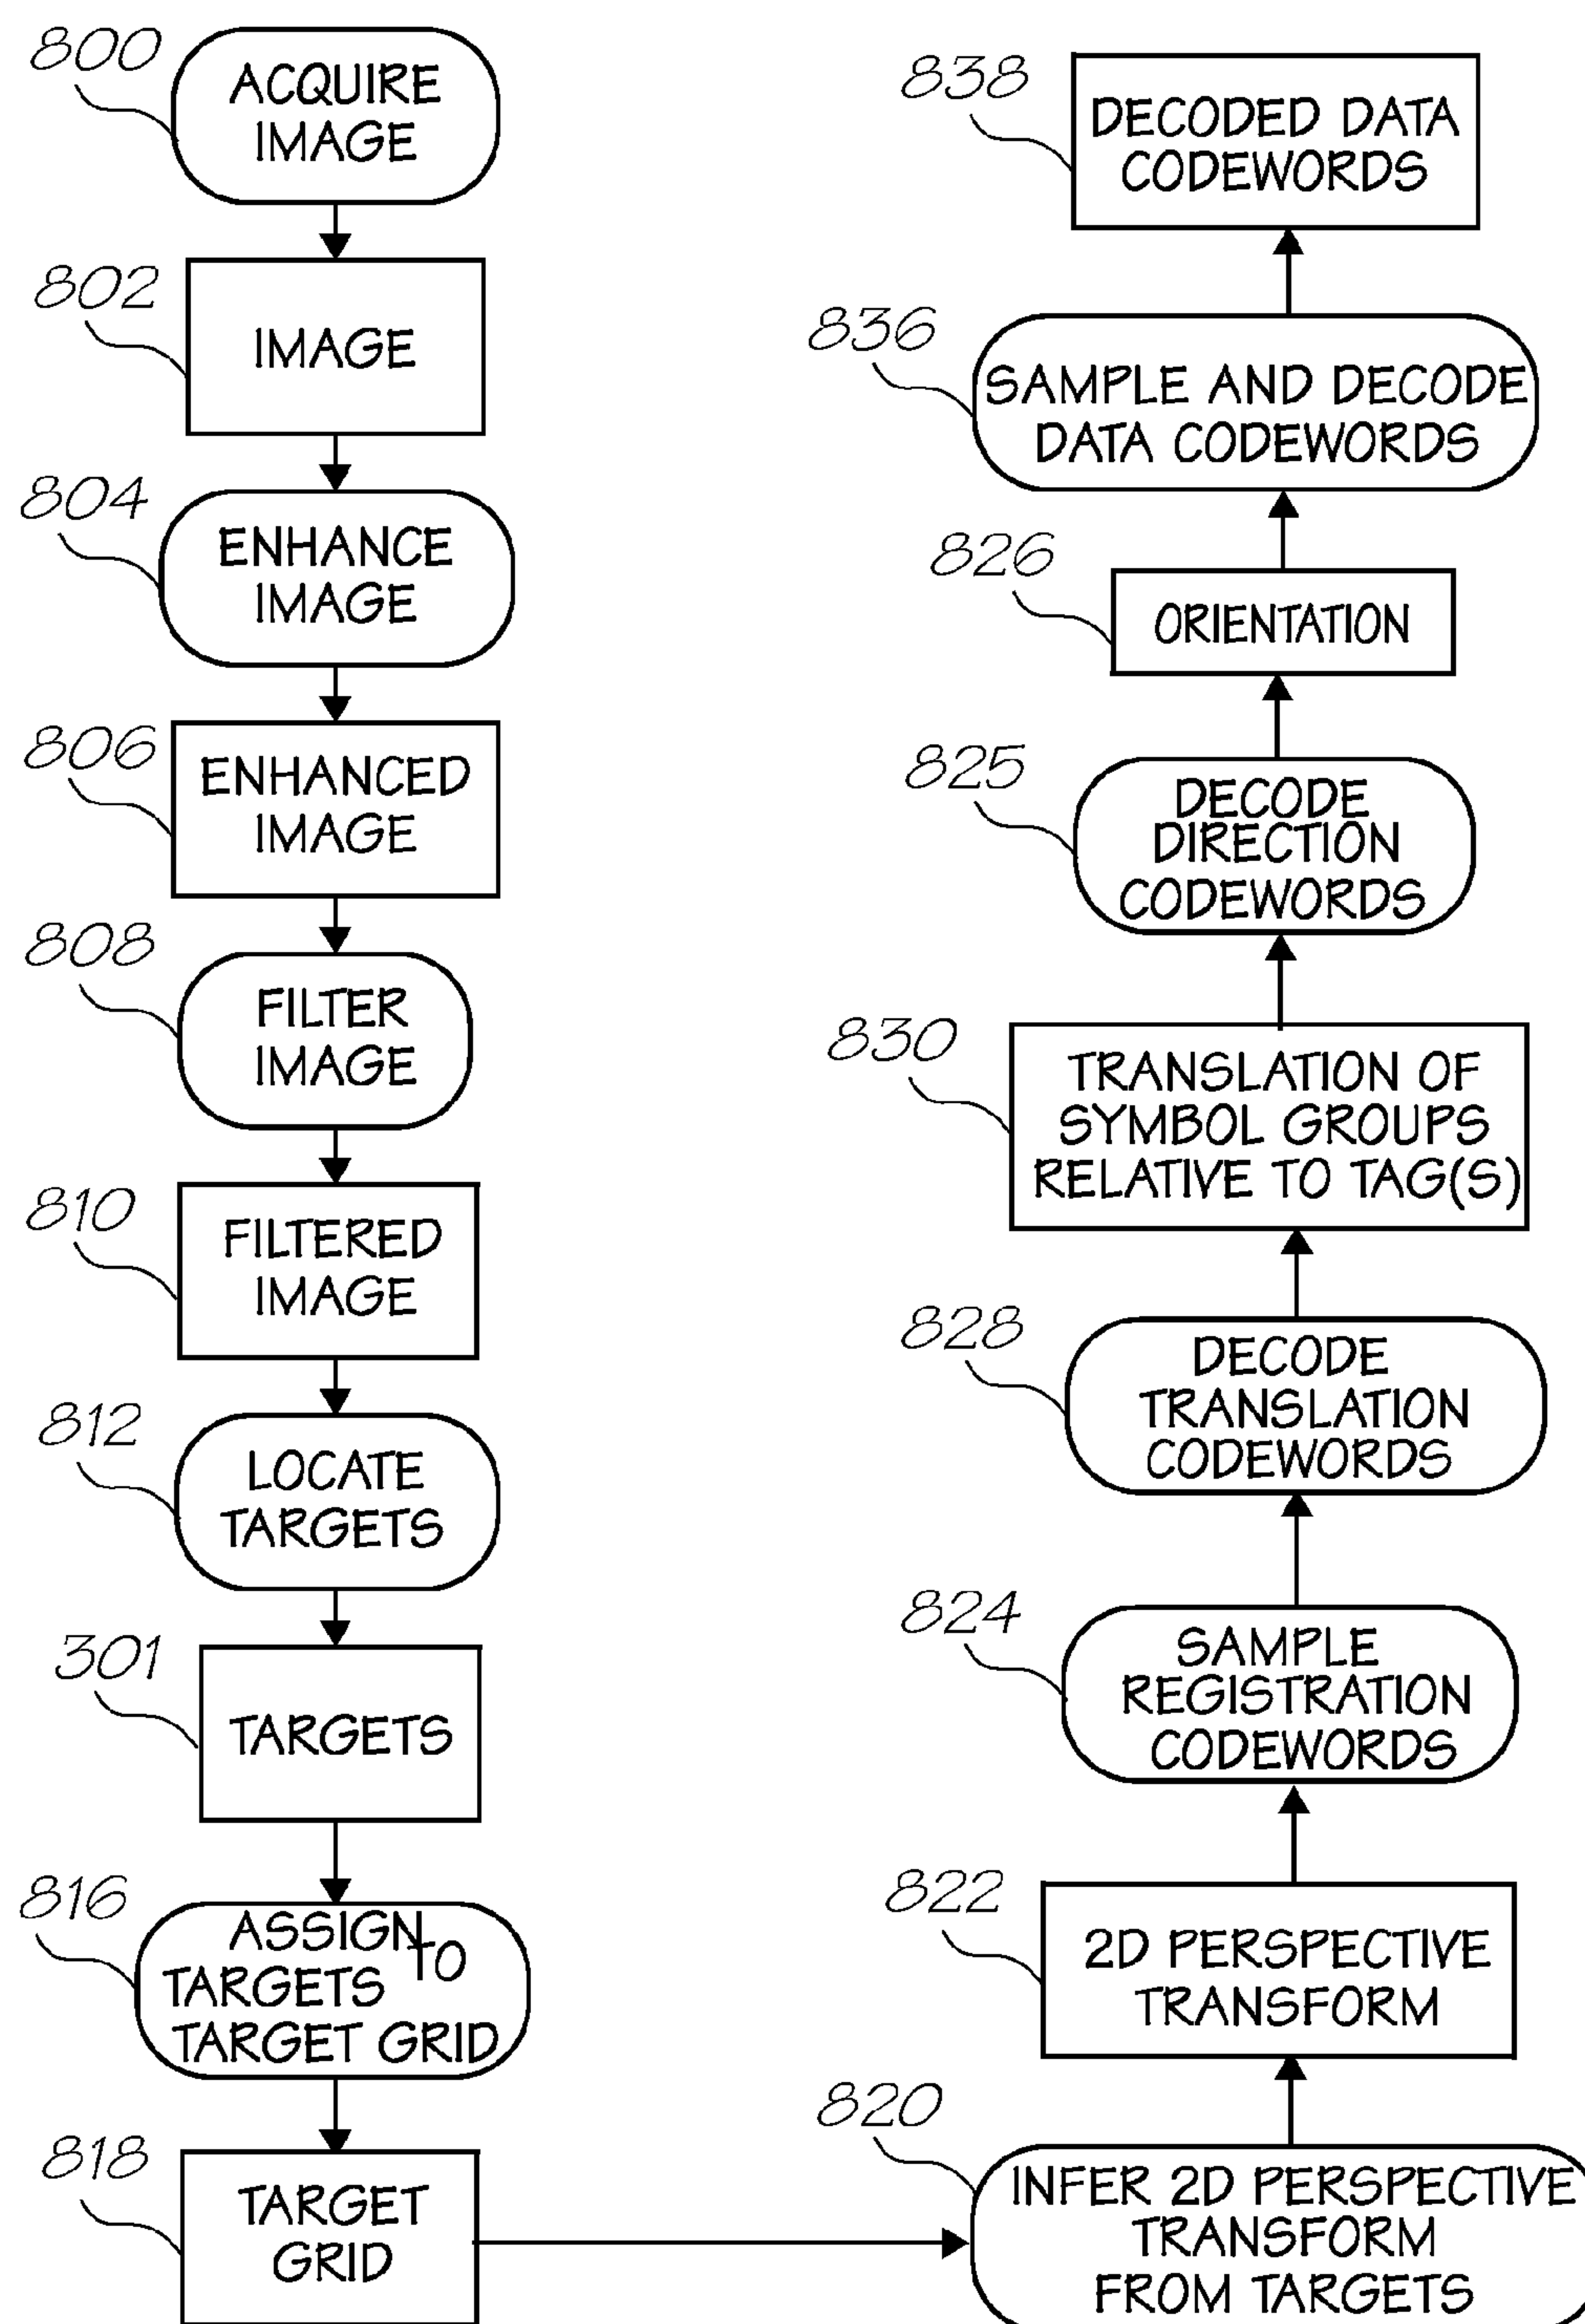 800
ACQUIRE
IMAGE
802
IMAGE
804
ENHANCE
IMAGE
806
ENHANCED
IMAGE
808
FILTER
IMAGE
810
FILTERED
IMAGE
812
LOCATE
TARGETS
301
TARGETS
816
ASSIGN TO
TARGETS
TARGET GRID
818
TARGET
GRID
820
INFER 2D PERSPECTIVE
TRANSFORM
FROM TARGETS
822
2D PERSPECTIVE
TRANSFORM
824
SAMPLE
REGISTRATION
CODEWORDS
828
DECODE
TRANSLATION
CODEWORDS
830
TRANSLATION OF
SYMBOL GROUPS
RELATIVE TO TAG(S)
825
DECODE
DIRECTION
CODEWORDS
826
ORIENTATION
836
SAMPLE AND DECODE
DATA CODEWORDS
838
DECODED DATA
CODEWORDS